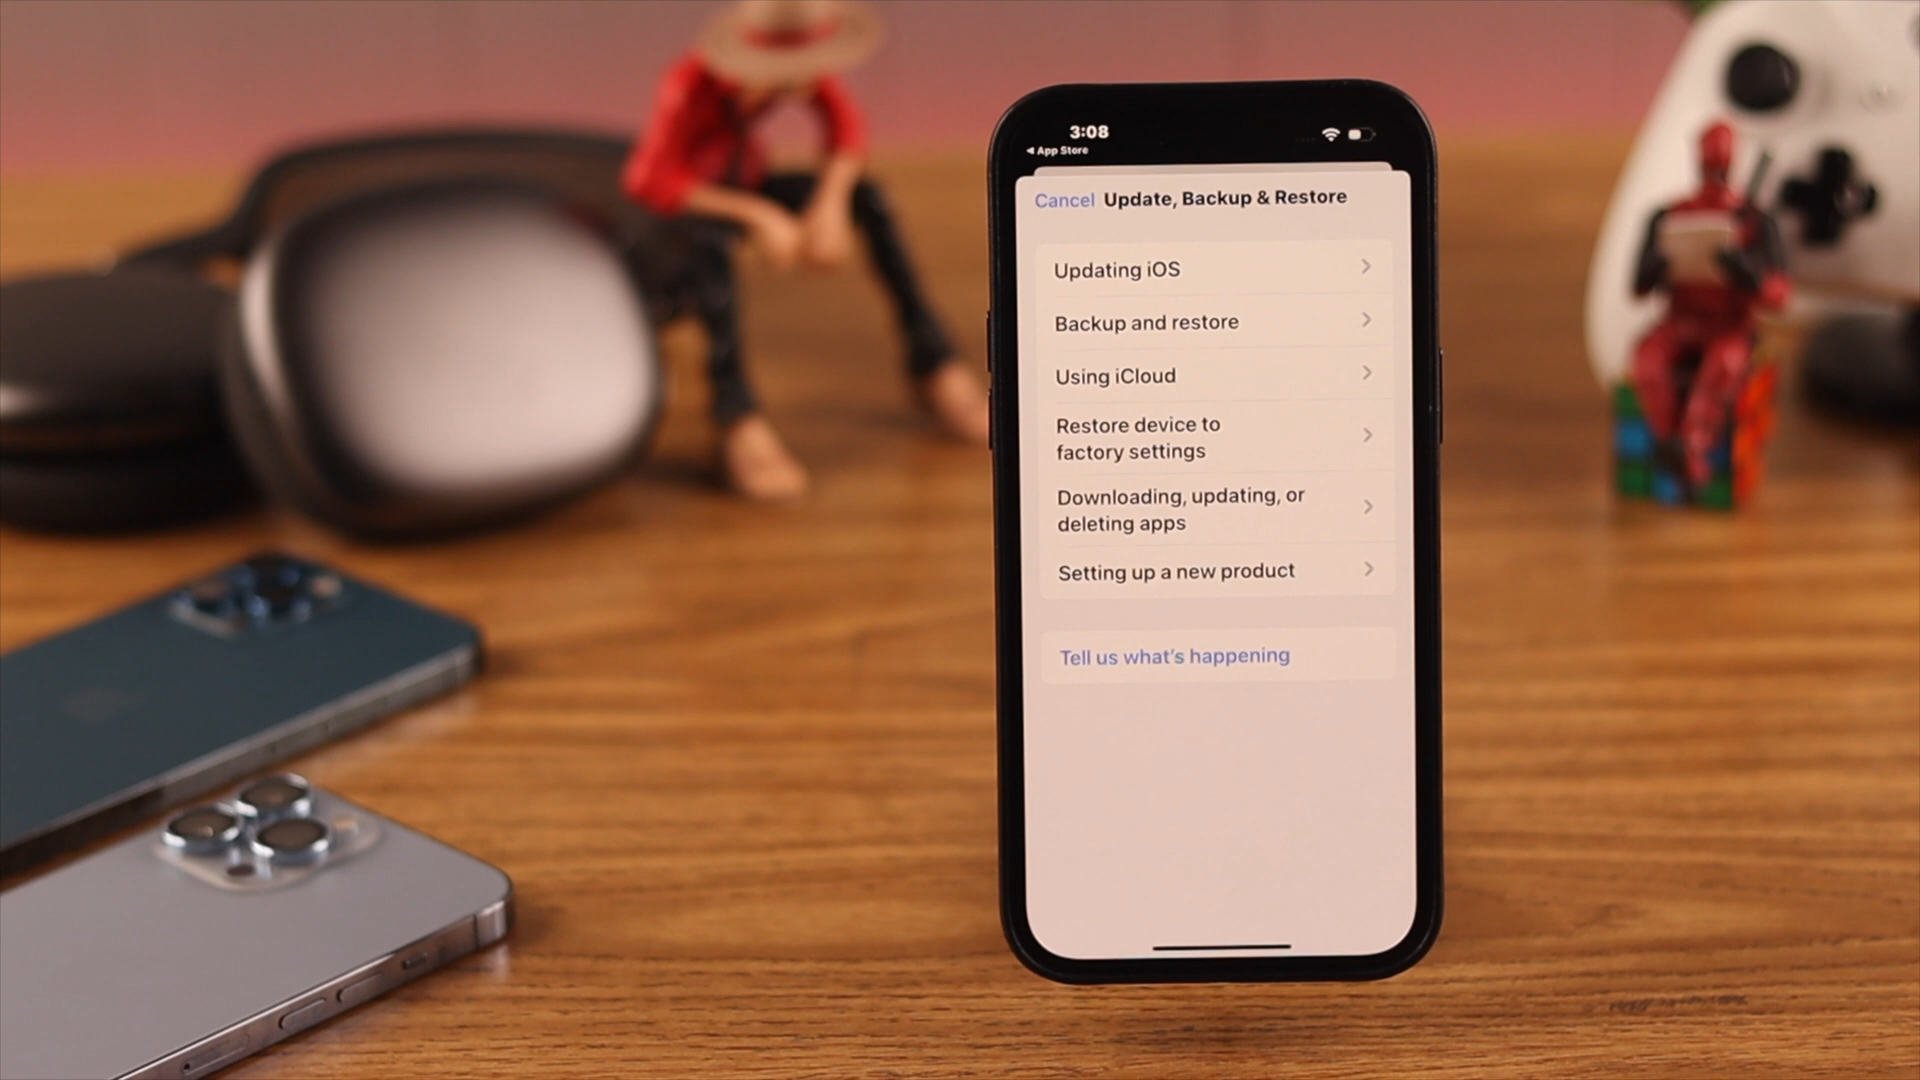 3:08
◀ App Store
Cancel Update, Backup & Restore
Updating iOS
Backup and restore
Using iCloud
Restore device to
factory settings
Downloading, updating, or
deleting apps
Setting up a new product
Tell us what's happening